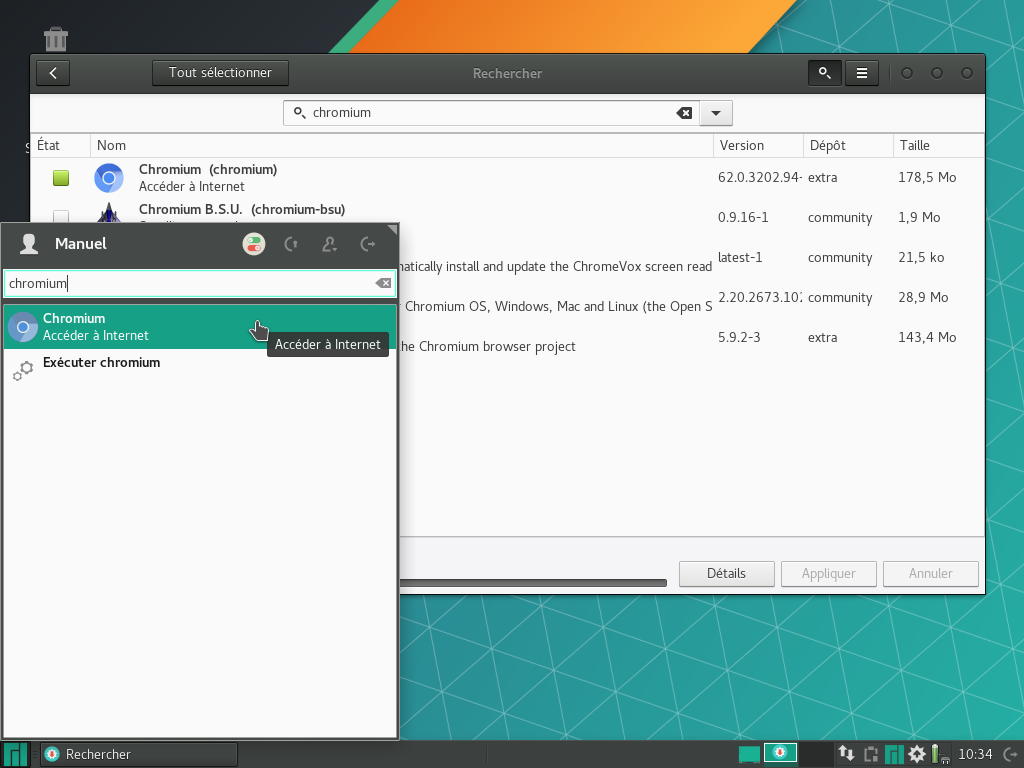 Tout sélectionner
Rechercher
chromium
État
Nom
Version
Dépôt
Taille
Chromium (chromium)
Accéder à Internet
62.0.3202.94-
extra
178,5 Mo
Chromium B.S.U. (chromium-bsu)
0.9.16-1
community
1,9 Mo
Manuel
matically install and update the ChromeVox screen read
latest-1
community
21,5 ko
chromium
Chromium OS, Windows, Mac and Linux (the Open S
2.20.2673.102
community
28,9 Mo
Chromium
Accéder à Internet
Accéder à Internet
he Chromium browser project
5.9.2-3
extra
143,4 Mo
Exécuter chromium
Détails
Appliquer
Annuler
Rechercher
10:34